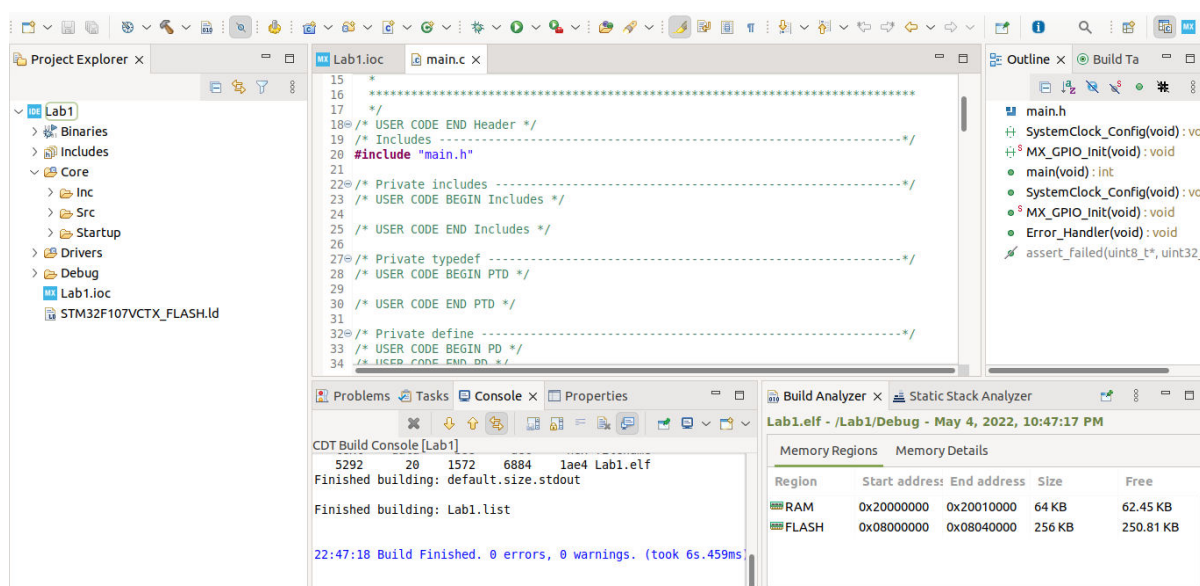 Project Explorer
Lab1
Binaries
Includes
Core
Inc
Src
Startup
Drivers
Debug
Lab1.ioc
STM32F107VCTX_FLASH.ld
Lab1.ioc main.c
15 *
16 ******************************************************************************
17 */
18 /* USER CODE END Header */
19 /* Includes ------------------------------------------------------------------*/
20 #include "main.h"
21
22 /* Private includes ----------------------------------------------------------*/
23 /* USER CODE BEGIN Includes */
24
25 /* USER CODE END Includes */
26
27 /* Private typedef -----------------------------------------------------------*/
28 /* USER CODE BEGIN PTD */
29
30 /* USER CODE END PTD */
31
32 /* Private define ------------------------------------------------------------*/
33 /* USER CODE BEGIN PD */
34 /* USER CODE END PD */
Outline Build Ta
main.h
SystemClock_Config(void) : vo
MX_GPIO_Init(void) : void
main(void) : int
SystemClock_Config(void) : vo
MX_GPIO_Init(void) : void
Error_Handler(void) : void
assert_failed(uint8_t*, uint32_
Problems Tasks Console Properties
CDT Build Console [Lab1]
5292 20 1572 6884 1ae4 Lab1.elf
Finished building: default.size.stdout
Finished building: Lab1.list
22:47:18 Build Finished. 0 errors, 0 warnings. (took 6s.459ms)
Build Analyzer Static Stack Analyzer
Lab1.elf - /Lab1/Debug - May 4, 2022, 10:47:17 PM
Memory Regions Memory Details
Region Start address End address Size Free
RAM 0x20000000 0x20010000 64 KB 62.45 KB
FLASH 0x08000000 0x08040000 256 KB 250.81 KB